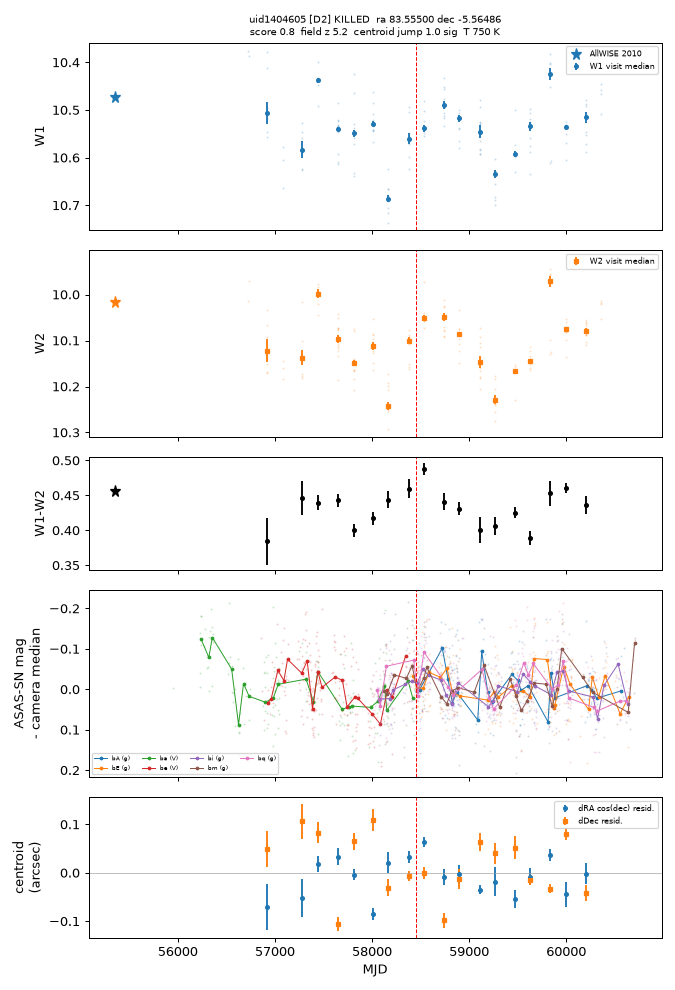 uid1404605 [D2] KILLED  ra 83.55500 dec -5.56486
score 0.8  field z 5.2  centroid jump 1.0 sig  T 750 K
10.4
10.5
10.6
10.7
W1
AllWISE 2010
W1 visit median
10.0
10.1
10.2
10.3
W2
W2 visit median
0.50
0.45
0.40
0.35
W1-W2
−0.2
−0.1
0.0
0.1
0.2
ASAS-SN mag
- camera median
bA (g)
bE (g)
ba (V)
be (V)
bi (g)
bm (g)
bq (g)
0.1
0.0
−0.1
centroid
(arcsec)
dRA cos(dec) resid.
dDec resid.
56000
57000
58000
59000
60000
MJD